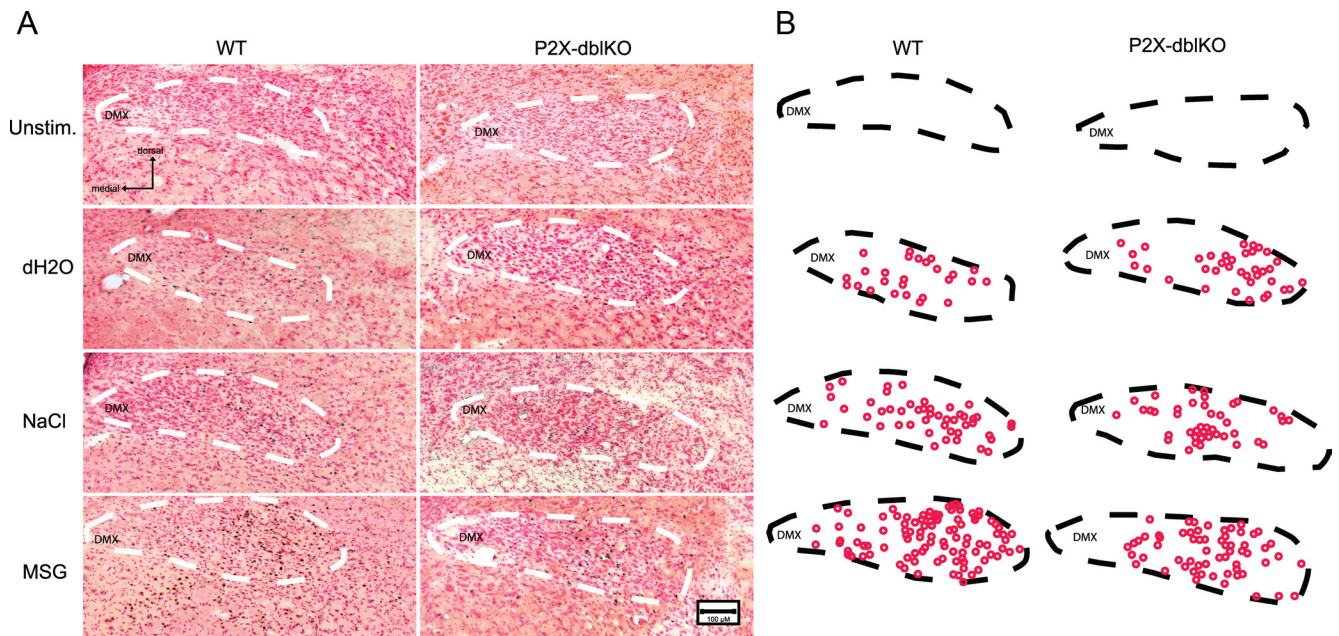 A
B
WT
P2X-dblKO
WT
P2X-dblKO
Unstim.
DMX
DMX
DMX
DMX
dorsal
medial
dH2O
DMX
DMX
DMX
DMX
NaCl
DMX
DMX
DMX
DMX
MSG
DMX
DMX
DMX
DMX
100 µM